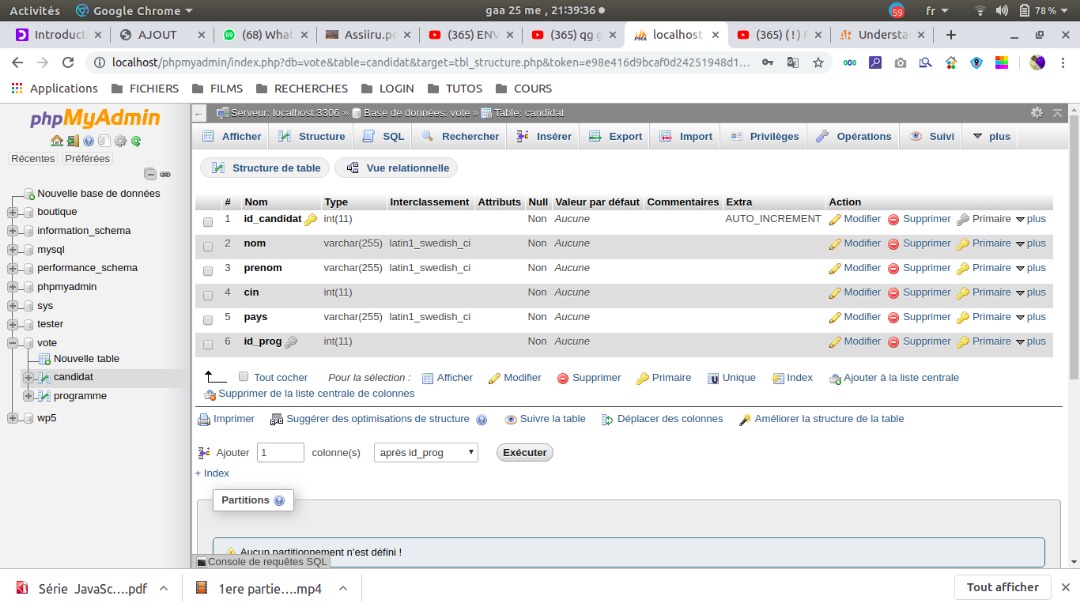 Activités Google Chrome gaa 25 me , 21:39:36 59 fr 78 %
Introduct AJOUT (68) What Assiiru.po (365) ENV (365) qg g localhost (365) ( ! ) F Understa
localhost/phpmyadmin/index.php?db=vote&table=candidat&target=tbl_structure.php&token=e98e416d9bcaf0d24251948d1...
Applications FICHIERS FILMS RECHERCHES LOGIN TUTOS COURS
phpMyAdmin
Récentes Préférées
Nouvelle base de données
boutique
information_schema
mysql
performance_schema
phpmyadmin
sys
tester
vote
Nouvelle table
candidat
programme
wp5
Serveur: localhost:3306 » Base de données: vote » Table: candidat
Afficher Structure SQL Rechercher Insérer Export Import Privilèges Opérations Suivi plus
Structure de table Vue relationnelle
# Nom Type Interclassement Attributs Null Valeur par défaut Commentaires Extra Action
1 id_candidat int(11) Non Aucune AUTO_INCREMENT Modifier Supprimer Primaire plus
2 nom varchar(255) latin1_swedish_ci Non Aucune Modifier Supprimer Primaire plus
3 prenom varchar(255) latin1_swedish_ci Non Aucune Modifier Supprimer Primaire plus
4 cin int(11) Non Aucune Modifier Supprimer Primaire plus
5 pays varchar(255) latin1_swedish_ci Non Aucune Modifier Supprimer Primaire plus
6 id_prog int(11) Non Aucune Modifier Supprimer Primaire plus
Tout cocher Pour la sélection : Afficher Modifier Supprimer Primaire Unique Index Ajouter à la liste centrale
Supprimer de la liste centrale de colonnes
Imprimer Suggérer des optimisations de structure Suivre la table Déplacer des colonnes Améliorer la structure de la table
Ajouter 1 colonne(s) après id_prog Exécuter
+ Index
Partitions
Aucun partitionnement n'est défini !
Console de requêtes SQL
Série JavaSc....pdf 1ere partie....mp4 Tout afficher